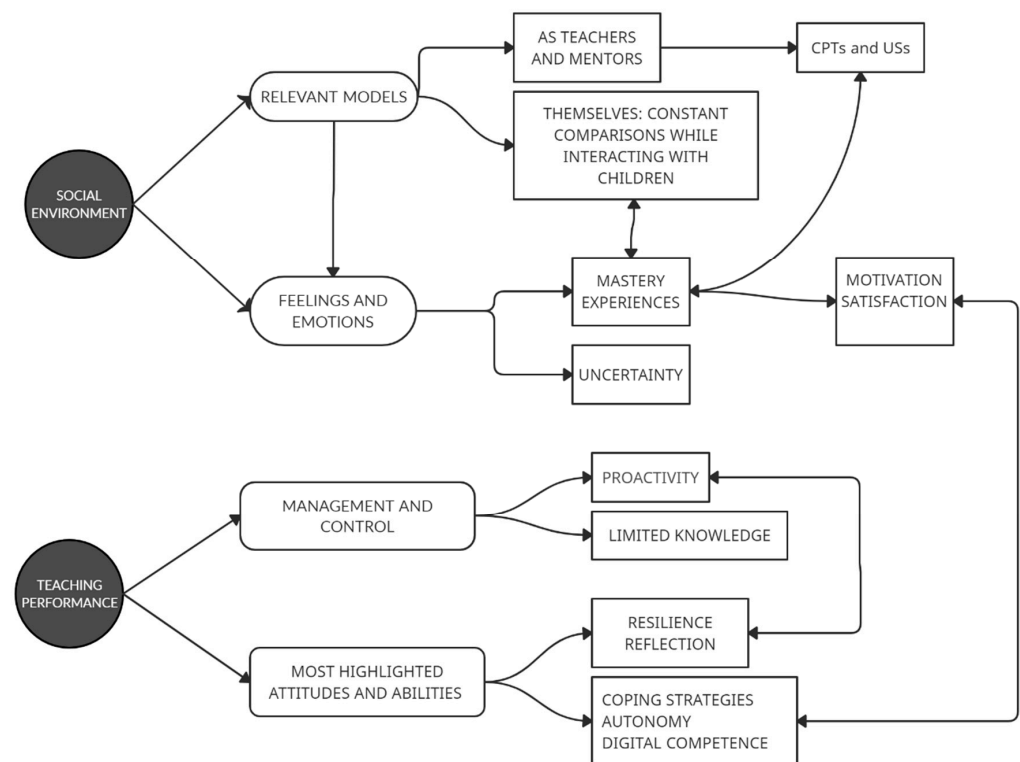 AS TEACHERS
AND MENTORS
CPTs and USs
RELEVANT MODELS
THEMSELVES: CONSTANT
COMPARISONS WHILE
INTERACTING WITH
CHILDREN
SOCIAL
ENVIRONMENT
FEELINGS AND
EMOTIONS
MASTERY
EXPERIENCES
MOTIVATION
SATISFACTION
UNCERTAINTY
MANAGEMENT AND
CONTROL
PROACTIVITY
LIMITED KNOWLEDGE
TEACHING
PERFORMANCE
RESILIENCE
REFLECTION
MOST HIGHLIGHTED
ATTITUDES AND ABILITIES
COPING STRATEGIES
AUTONOMY
DIGITAL COMPETENCE